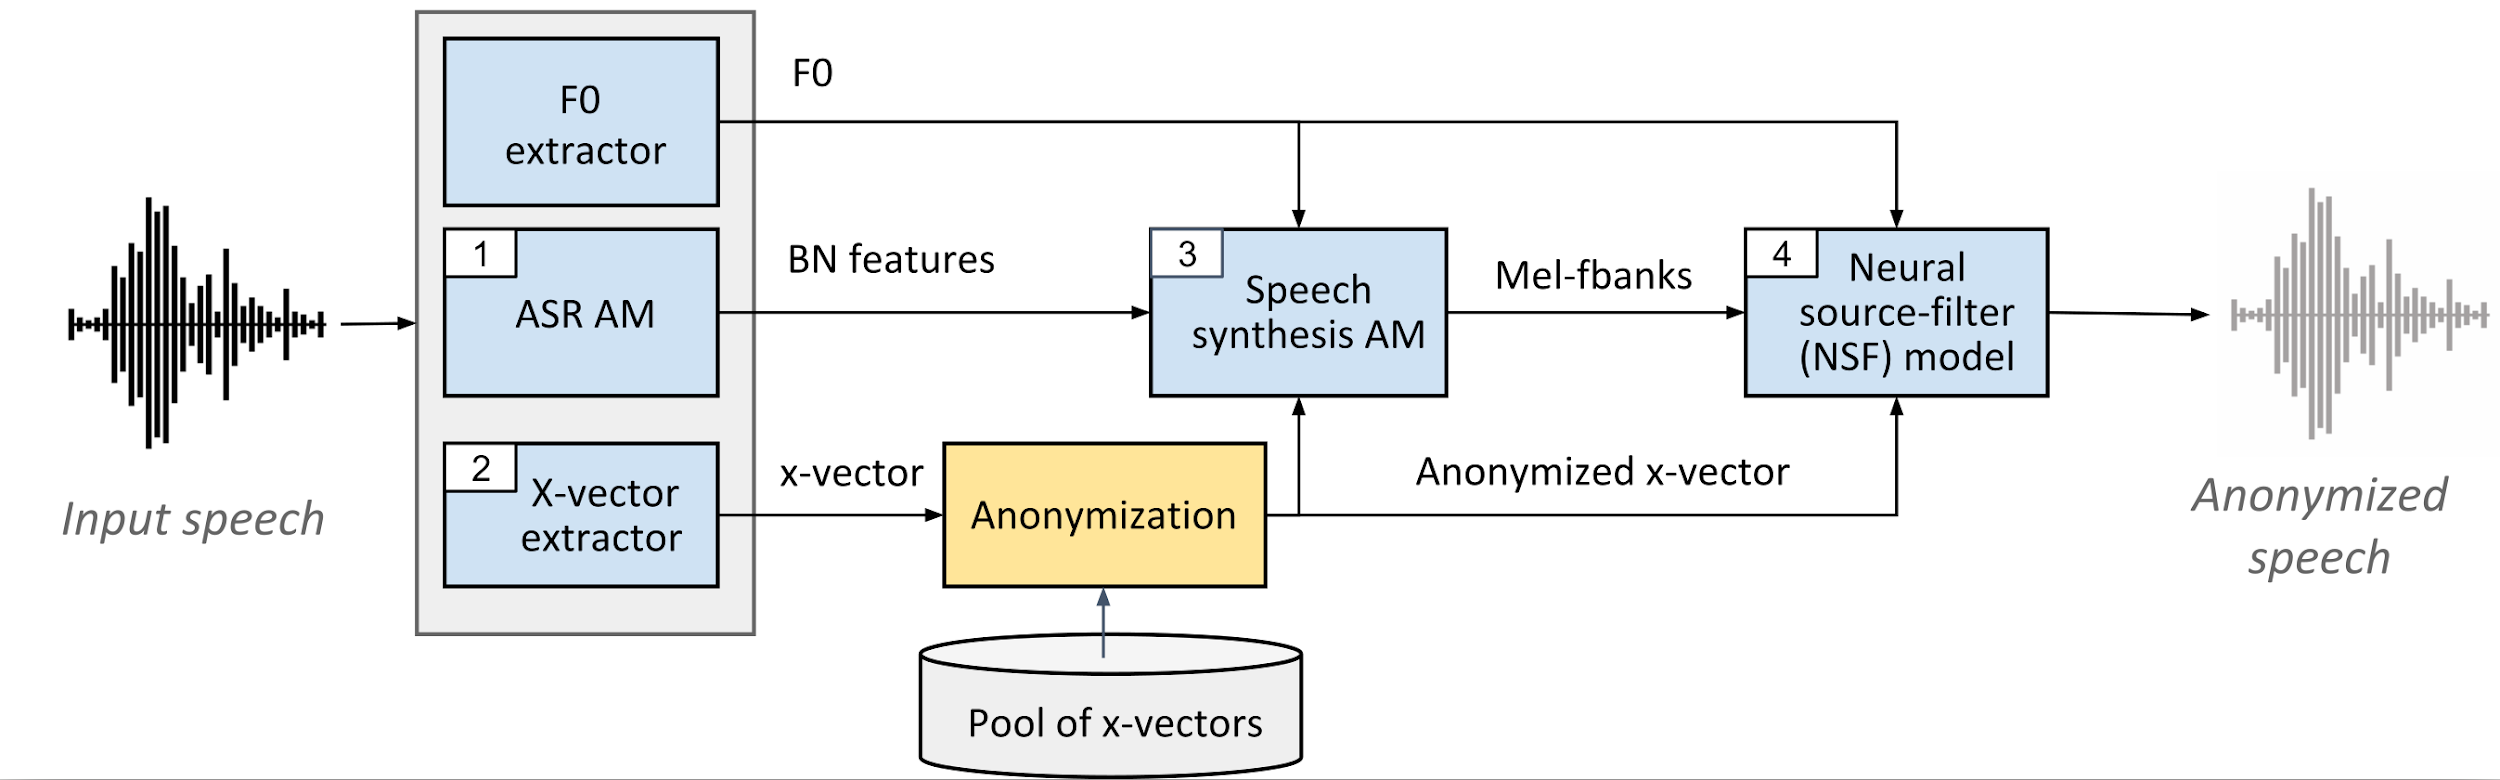 F0
extractor
F0
1
ASR AM
BN features
2
X-vector
extractor
x-vector
Anonymization
Pool of x-vectors
3
Speech
synthesis AM
Mel-fbanks
Anonymized x-vector
4
Neural
source-filter
(NSF) model
Input speech
Anonymized
speech